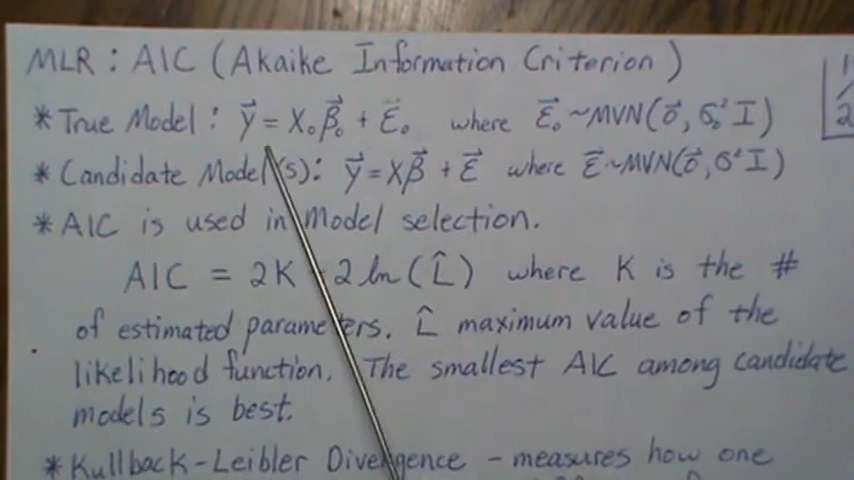 MLR : AIC (Akaike Information Criterion)
* True Model : y⃗ = X₀β⃗₀ + ε⃗₀ where ε⃗₀ ~ MVN(0⃗, σ₀² I)
* Candidate Model(s): y⃗ = Xβ⃗ + ε⃗ where ε⃗ ~ MVN(0⃗, σ² I)
* AIC is used in model selection.
AIC = 2K 2 ln(L̂) where K is the #
of estimated parameters. L̂ maximum value of the
likelihood function. The smallest AIC among candidate
models is best.
* Kullback-Leibler Divergence - measures how one